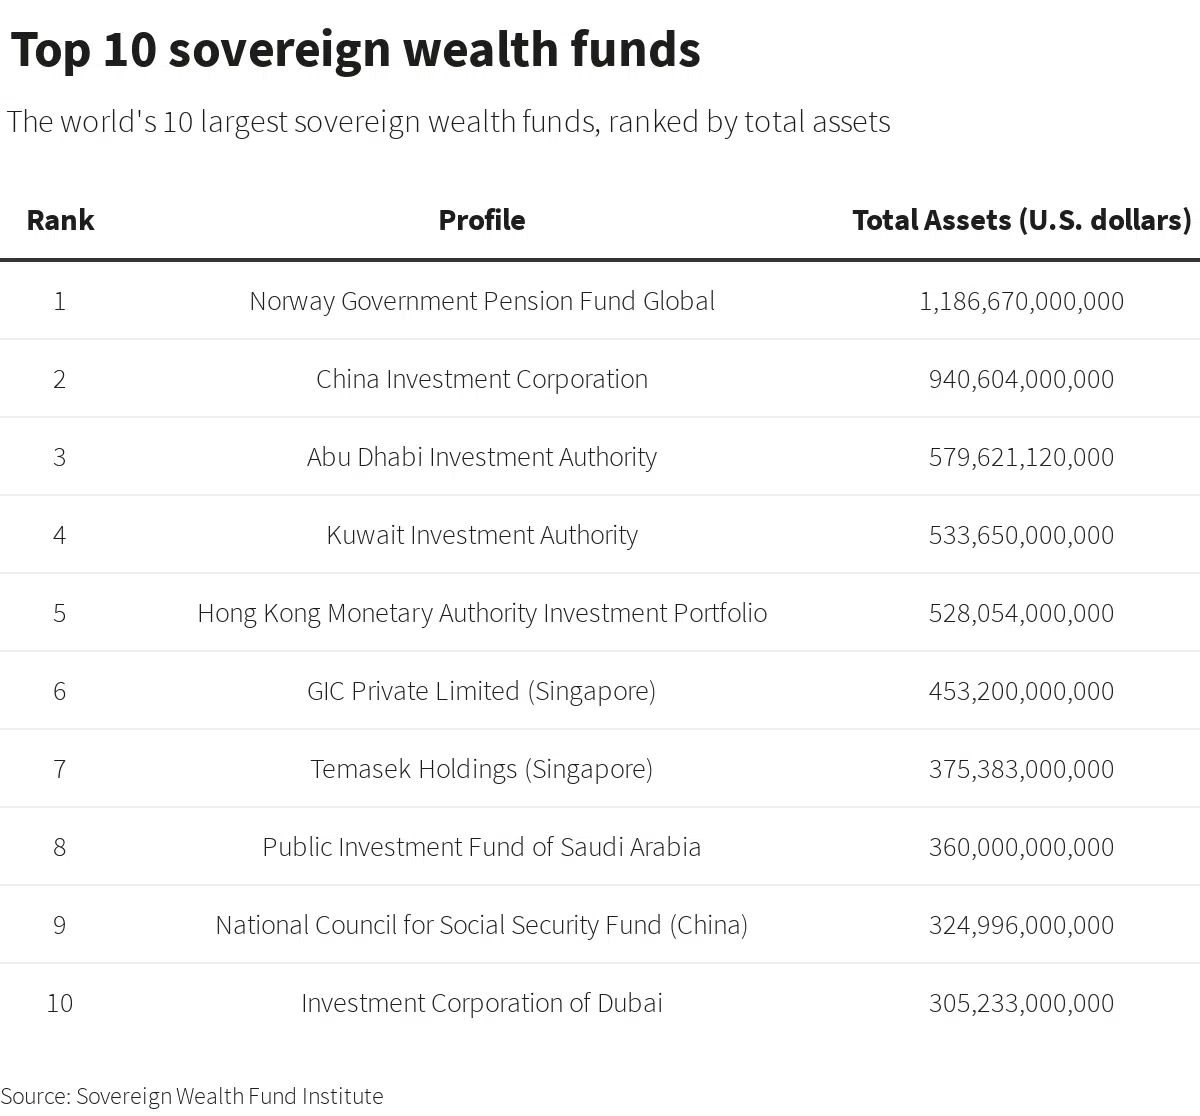 Top 10 sovereign wealth funds
The world's 10 largest sovereign wealth funds, ranked by total assets
Rank Profile Total Assets (U.S. dollars)
1 Norway Government Pension Fund Global 1,186,670,000,000
2 China Investment Corporation 940,604,000,000
3 Abu Dhabi Investment Authority 579,621,120,000
4 Kuwait Investment Authority 533,650,000,000
5 Hong Kong Monetary Authority Investment Portfolio 528,054,000,000
6 GIC Private Limited (Singapore) 453,200,000,000
7 Temasek Holdings (Singapore) 375,383,000,000
8 Public Investment Fund of Saudi Arabia 360,000,000,000
9 National Council for Social Security Fund (China) 324,996,000,000
10 Investment Corporation of Dubai 305,233,000,000
Source: Sovereign Wealth Fund Institute